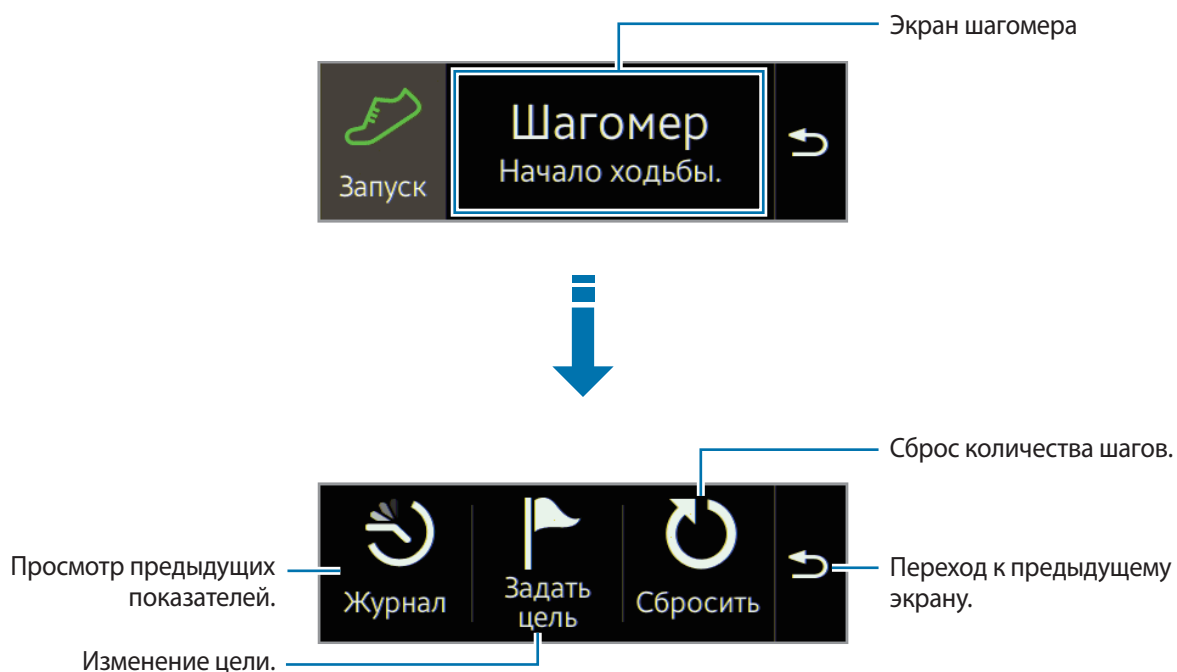 Экран шагомера
Шагомер
Начало ходьбы.
Запуск
Сброс количества шагов.
Просмотр предыдущих
показателей.
Журнал
Задать
цель
Сбросить
Переход к предыдущему
экрану.
Изменение цели.